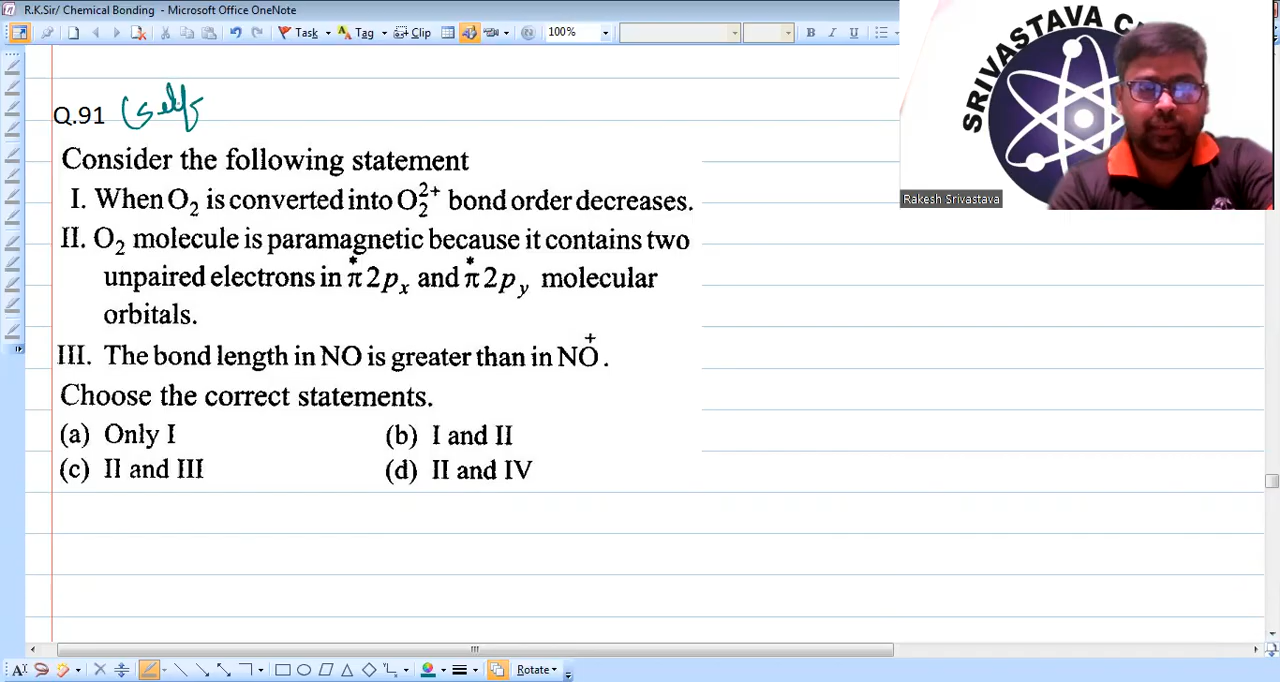 R.K.Sir/ Chemical Bonding - Microsoft Office OneNote
Task Tag Clip 100% B I U
SRIVASTAVA C
Rakesh Srivastava
Q.91 (Self
Consider the following statement
I. When O₂ is converted into O₂²⁺ bond order decreases.
II. O₂ molecule is paramagnetic because it contains two
unpaired electrons in π* 2pₓ and π* 2p_y molecular
orbitals.
III. The bond length in NO is greater than in NO⁺.
Choose the correct statements.
(a) Only I (b) I and II
(c) II and III (d) II and IV
Rotate